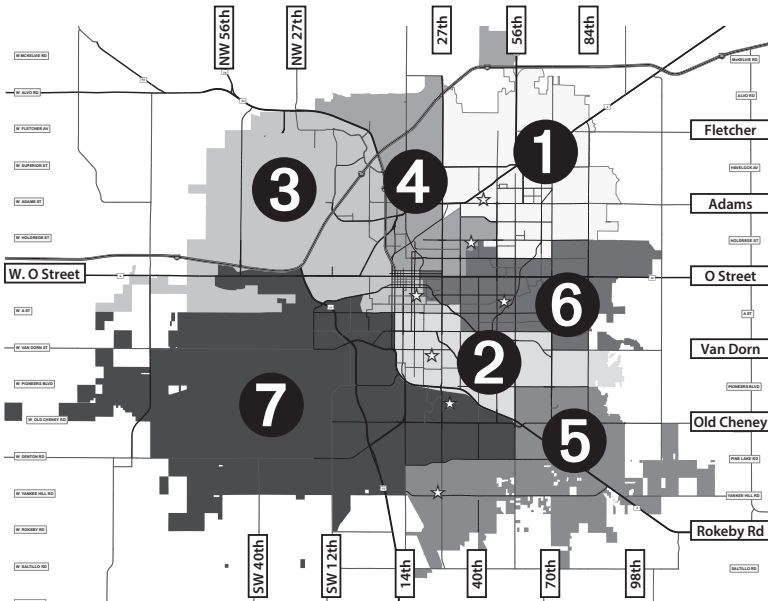 NW 56th
NW 27th
27th
56th
84th
W MCKELVIE RD
McKELVIE RD
W ALVO RD
ALVO RD
W FLETCHER AV
Fletcher
1
W SUPERIOR ST
HAVELOCK AV
3
4
W ADAMS ST
Adams
W HOLDREGE ST
HOLDREGE ST
W. O Street
O Street
6
W A ST
A ST
W VAN DORN ST
Van Dorn
2
W PIONEERS BLVD
PIONEERS BLVD
7
W OLD CHENEY RD
Old Cheney
5
W DENTON RD
PINE LAKE RD
W YANKEE HILL RD
YANKEE HILL RD
W ROKEBY RD
Rokeby Rd
W SALTILLO RD
SALTILLO RD
SW 40th
SW 12th
14th
40th
70th
98th